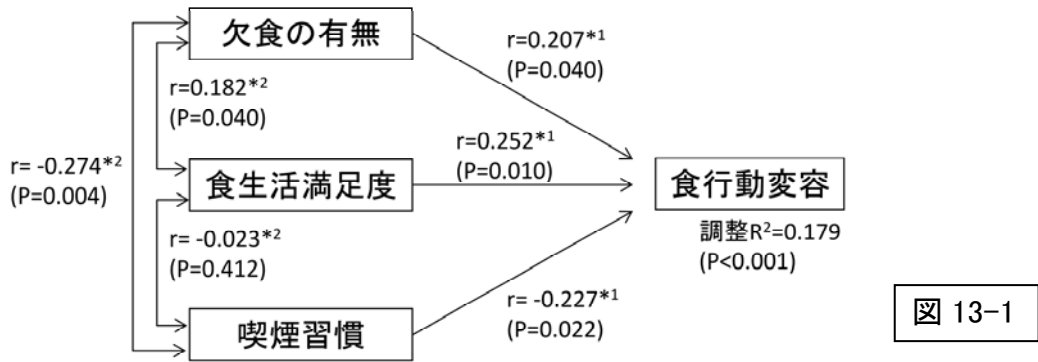 欠食の有無
r=0.207*1
(P=0.040)
r=0.182*2
(P=0.040)
r= -0.274*2
(P=0.004)
r=0.252*1
(P=0.010)
食生活満足度
食行動変容
調整R²=0.179
(P<0.001)
r= -0.023*2
(P=0.412)
r= -0.227*1
(P=0.022)
喫煙習慣
図 13-1